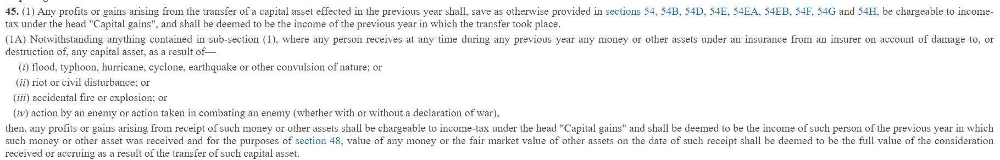 45. (1) Any profits or gains arising from the transfer of a capital asset effected in the previous year shall, save as otherwise provided in sections 54, 54B, 54D, 54E, 54EA, 54EB, 54F, 54G and 54H, be chargeable to income-
tax under the head "Capital gains", and shall be deemed to be the income of the previous year in which the transfer took place.
(1A) Notwithstanding anything contained in sub-section (1), where any person receives at any time during any previous year any money or other assets under an insurance from an insurer on account of damage to, or
destruction of, any capital asset, as a result of—
(i) flood, typhoon, hurricane, cyclone, earthquake or other convulsion of nature; or
(ii) riot or civil disturbance; or
(iii) accidental fire or explosion; or
(iv) action by an enemy or action taken in combating an enemy (whether with or without a declaration of war),
then, any profits or gains arising from receipt of such money or other assets shall be chargeable to income-tax under the head "Capital gains" and shall be deemed to be the income of such person of the previous year in which
such money or other asset was received and for the purposes of section 48, value of any money or the fair market value of other assets on the date of such receipt shall be deemed to be the full value of the consideration
received or accruing as a result of the transfer of such capital asset.